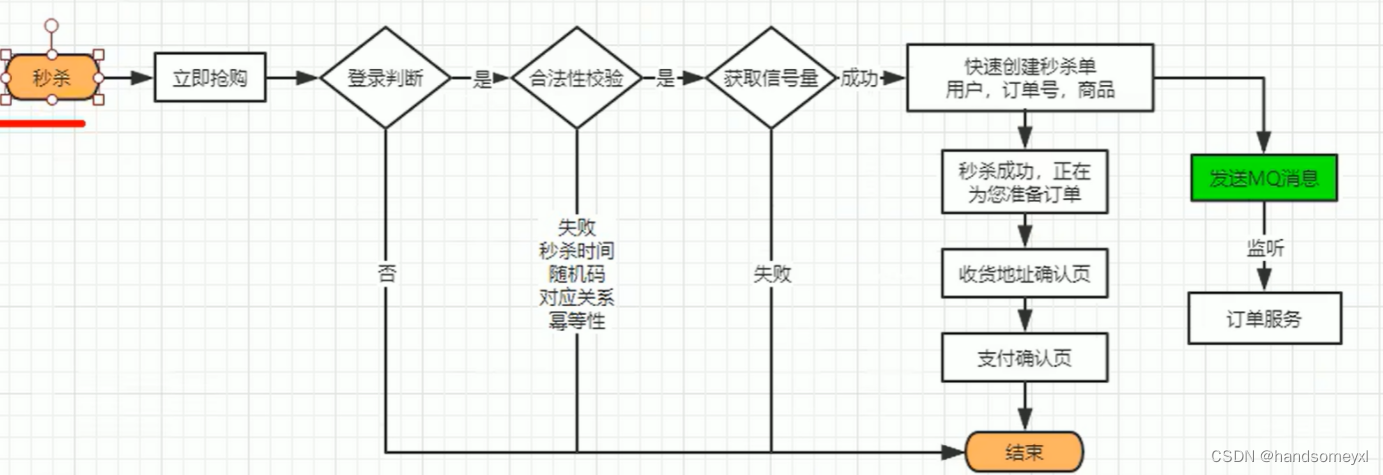 秒杀
立即抢购
登录判断
是
合法性校验
是
获取信号量
成功
快速创建秒杀单
用户，订单号，商品
秒杀成功，正在
为您准备订单
发送MQ消息
失败
秒杀时间
随机码
对应关系
幂等性
否
失败
监听
收货地址确认页
订单服务
支付确认页
结束
CSDN @handsomeyxl